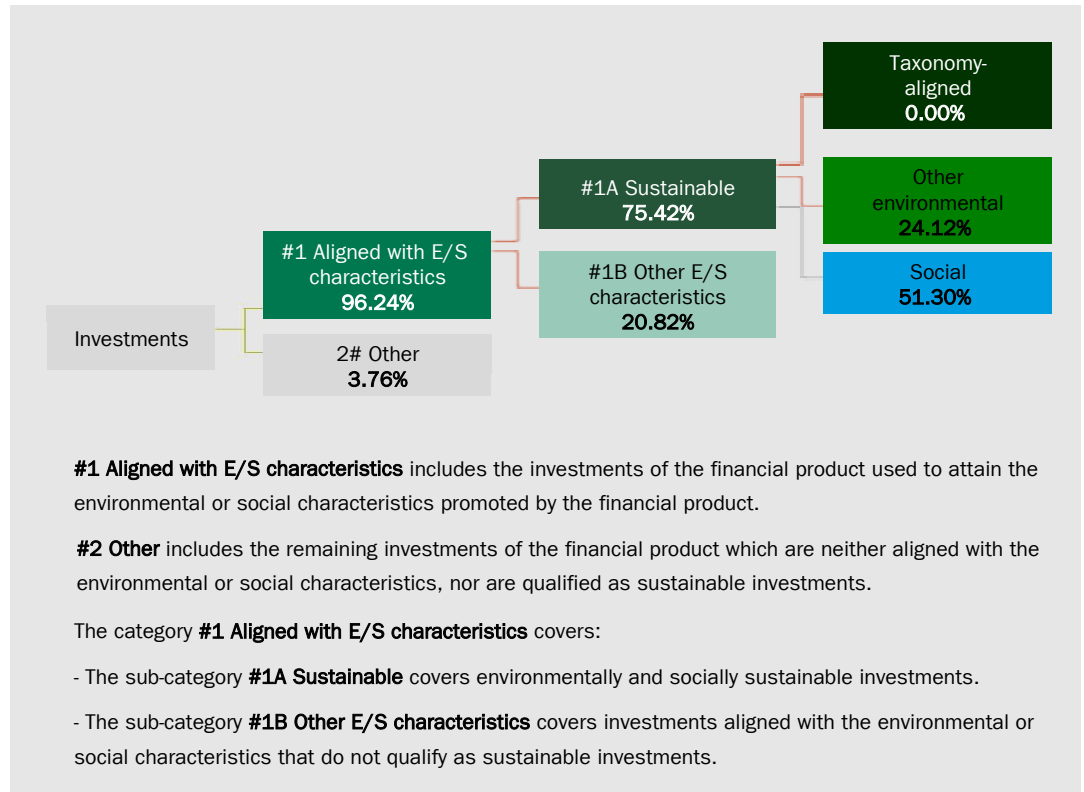 Taxonomy-
aligned
0.00%
Other
environmental
24.12%
#1A Sustainable
75.42%
#1 Aligned with E/S
characteristics
96.24%
#1B Other E/S
characteristics
20.82%
Social
51.30%
Investments
2# Other
3.76%
#1 Aligned with E/S characteristics includes the investments of the financial product used to attain the
environmental or social characteristics promoted by the financial product.
#2 Other includes the remaining investments of the financial product which are neither aligned with the
environmental or social characteristics, nor are qualified as sustainable investments.
The category #1 Aligned with E/S characteristics covers:
- The sub-category #1A Sustainable covers environmentally and socially sustainable investments.
- The sub-category #1B Other E/S characteristics covers investments aligned with the environmental or
social characteristics that do not qualify as sustainable investments.